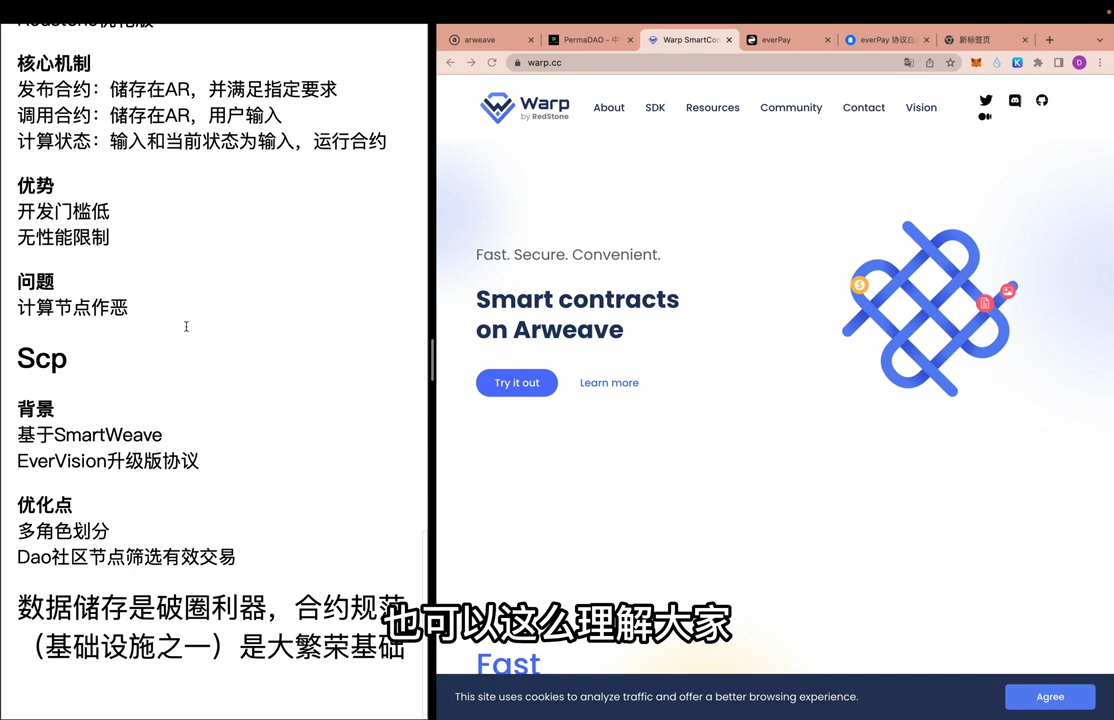 核心机制
发布合约：储存在AR，并满足指定要求
调用合约：储存在AR，用户输入
计算状态：输入和当前状态为输入，运行合约
优势
开发门槛低
无性能限制
问题
计算节点作恶
Scp
背景
基于SmartWeave
EverVision升级版协议
优化点
多角色划分
Dao社区节点筛选有效交易
数据储存是破圈利器，合约规范
（基础设施之一）是大繁荣基础
arweave
PermaDAO - 中
Warp SmartCon
everPay
everPay 协议白
新标签页
warp.cc
D
Warp
by RedStone
About
SDK
Resources
Community
Contact
Vision
Fast. Secure. Convenient.
Smart contracts
on Arweave
Try it out
Learn more
也可以这么理解大家
Fast
This site uses cookies to analyze traffic and offer a better browsing experience.
Agree